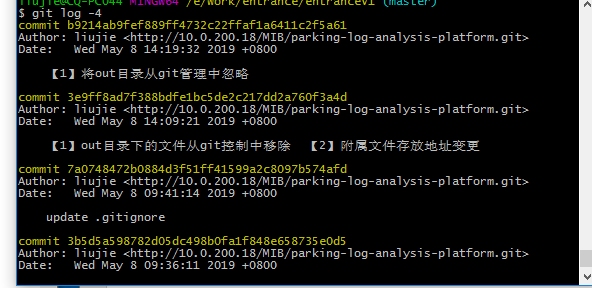 liujie@CQ-PC044 MINGW64 /e/work/entrance/entranceV1 (master)
$ git log -4
commit b9214ab9fef889ff4732c22ffaf1a6411c2f5a61
Author: liujie <http://10.0.200.18/MIB/parking-log-analysis-platform.git>
Date:   Wed May 8 14:19:32 2019 +0800
【1】将out目录从git管理中忽略
commit 3e9ff8ad7f388bdfe1bc5de2c217dd2a760f3a4d
Author: liujie <http://10.0.200.18/MIB/parking-log-analysis-platform.git>
Date:   Wed May 8 14:09:21 2019 +0800
【1】out目录下的文件从git控制中移除  【2】附属文件存放地址变更
commit 7a0748472b0884d3f51ff41599a2c8097b574afd
Author: liujie <http://10.0.200.18/MIB/parking-log-analysis-platform.git>
Date:   Wed May 8 09:41:14 2019 +0800
update .gitignore
commit 3b5d5a598782d05dc498b0fa1f848e658735e0d5
Author: liujie <http://10.0.200.18/MIB/parking-log-analysis-platform.git>
Date:   Wed May 8 09:36:11 2019 +0800